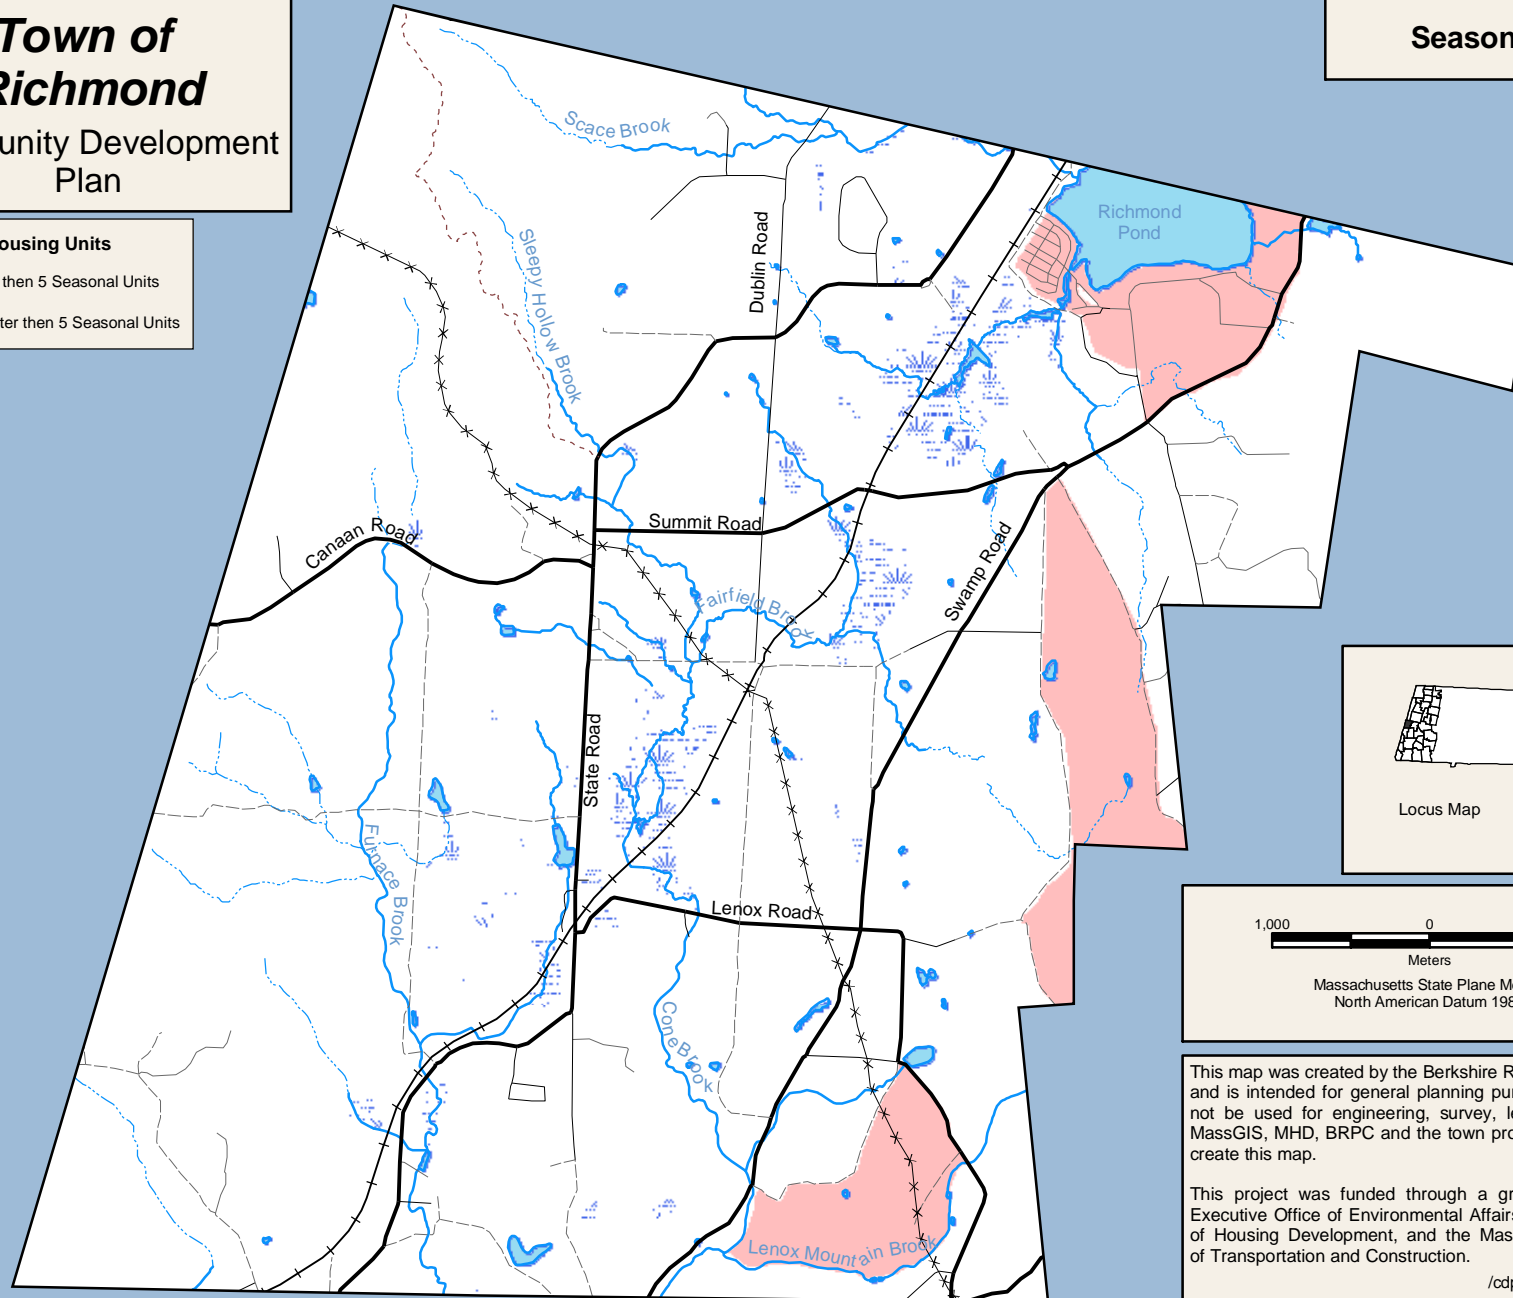 Town of
Richmond
unity Development
Plan
ousing Units
then 5 Seasonal Units
ter then 5 Seasonal Units
Season
Scace Brook
Richmond
Pond
Dublin Road
Sleepy Hollow Brook
Summit Road
Canaan Road
Swamp Road
Fairfield Brook
State Road
Furnace Brook
Lenox Road
Cone Brook
Lenox Mountain Brook
Locus Map
1,000 0
Meters
Massachusetts State Plane Me
North American Datum 198
This map was created by the Berkshire R
and is intended for general planning pur
not be used for engineering, survey, le
MassGIS, MHD, BRPC and the town pro
create this map.
This project was funded through a gr
Executive Office of Environmental Affairs
of Housing Development, and the Mas
of Transportation and Construction.
/cdp